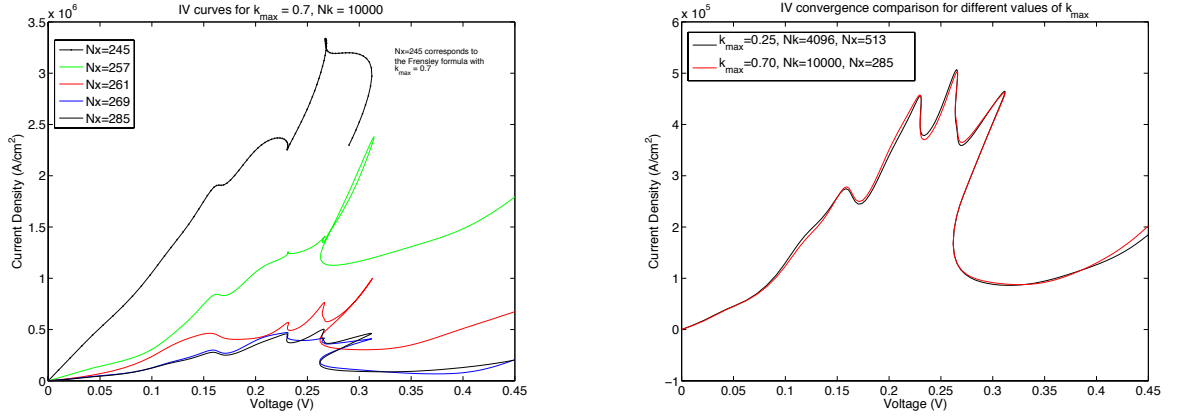 IV curves for k_max = 0.7, Nk = 10000
x 10^6
4
3.5
3
2.5
2
1.5
1
0.5
0
Current Density (A/cm^2)
Nx=245
Nx=257
Nx=261
Nx=269
Nx=285
Nx=245 corresponds to
the Frensley formula with
k_max = 0.7
0 0.05 0.1 0.15 0.2 0.25 0.3 0.35 0.4 0.45
Voltage (V)
IV convergence comparison for different values of k_max
x 10^5
6
5
4
3
2
1
0
−1
Current Density (A/cm^2)
k_max=0.25, Nk=4096, Nx=513
k_max=0.70, Nk=10000, Nx=285
0 0.05 0.1 0.15 0.2 0.25 0.3 0.35 0.4 0.45
Voltage (V)